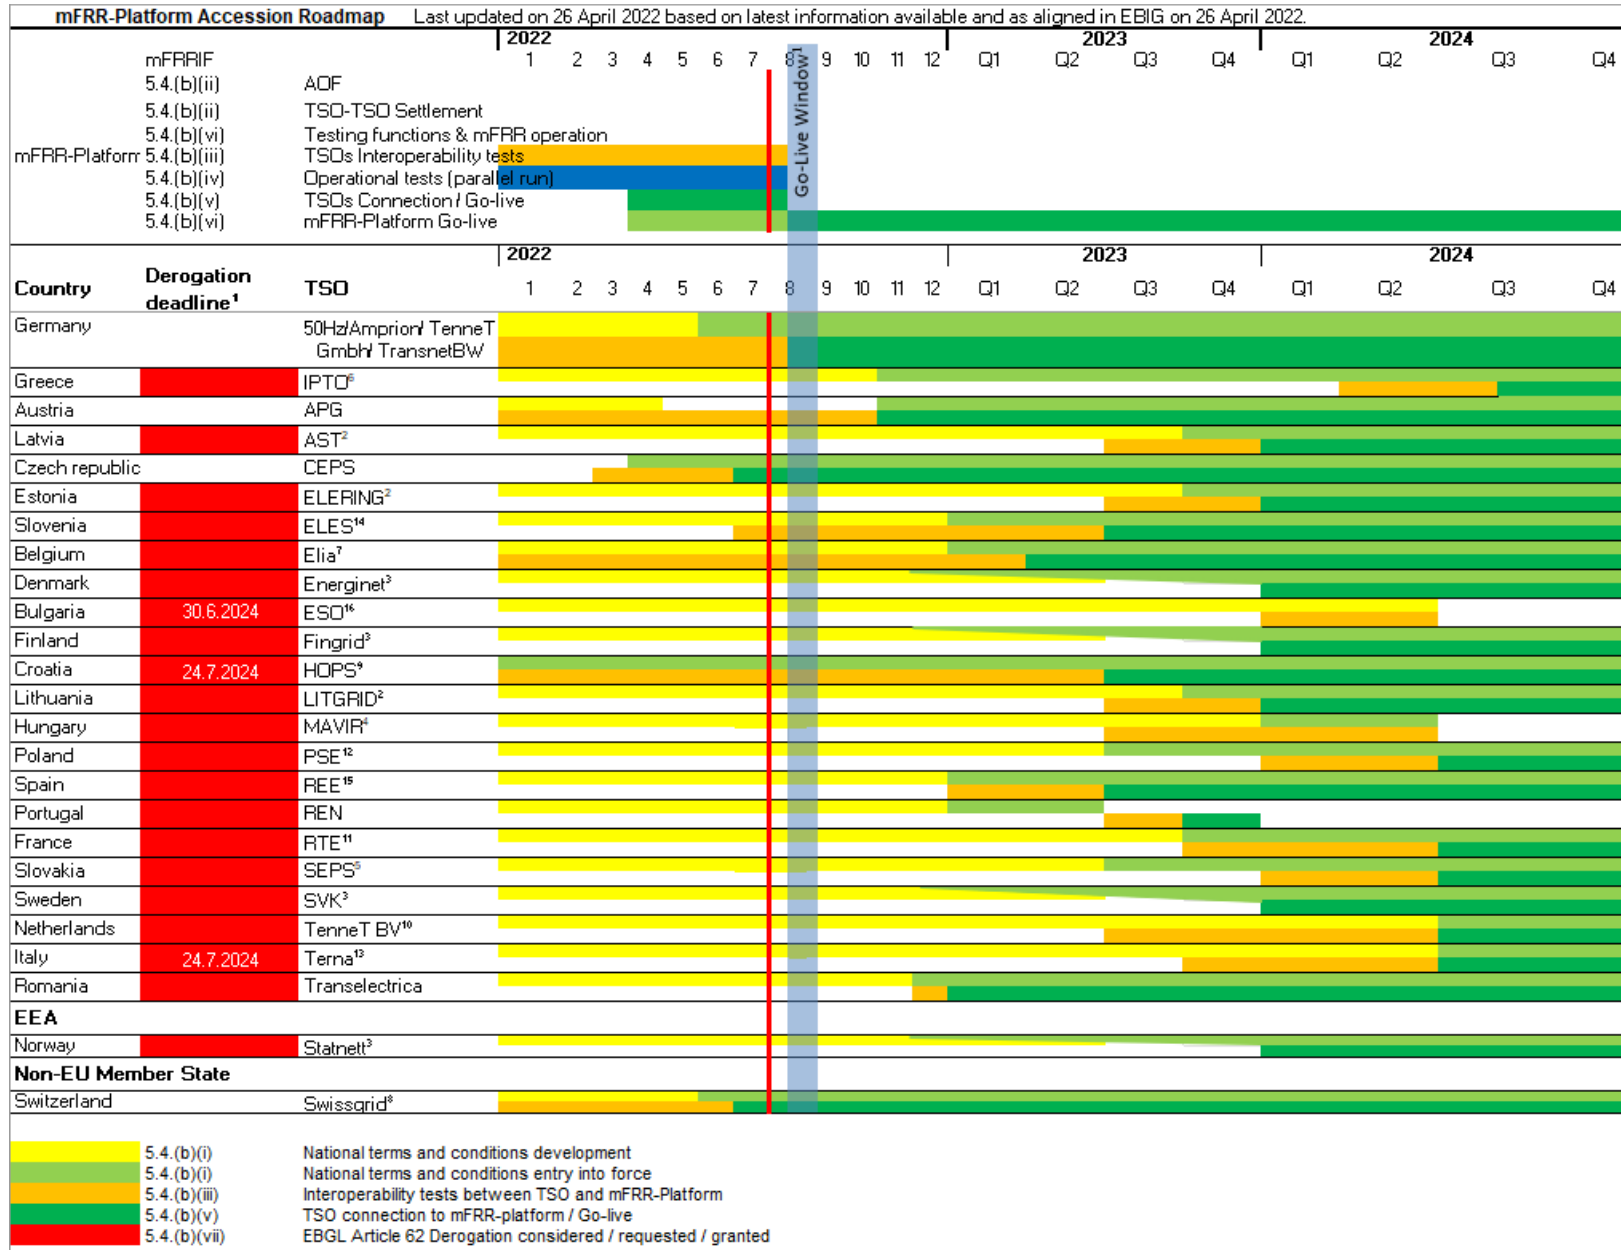 mFRR-Platform Accession Roadmap Last updated on 26 April 2022 based on latest information available and as aligned in EBIG on 26 April 2022.
2022 2023 2024
mFRRIF 1 2 3 4 5 6 7 8 9 10 11 12 Q1 Q2 Q3 Q4 Q1 Q2 Q3 Q4
Go-Live Window¹
5.4.(b)(ii) AOF
5.4.(b)(ii) TSO-TSO Settlement
5.4.(b)(vi) Testing functions & mFRR operation
mFRR-Platform 5.4.(b)(iii) TSOs Interoperability tests
5.4.(b)(iv) Operational tests (parallel run)
5.4.(b)(v) TSOs Connection / Go-live
5.4.(b)(vi) mFRR-Platform Go-live
2022 2023 2024
Country Derogation deadline¹ TSO 1 2 3 4 5 6 7 8 9 10 11 12 Q1 Q2 Q3 Q4 Q1 Q2 Q3 Q4
Germany 50Hz/Amprion/ TenneT
Gmbh/ TransnetBW
Greece IPTO⁶
Austria APG
Latvia AST²
Czech republic CEPS
Estonia ELERING²
Slovenia ELES¹⁴
Belgium Elia⁷
Denmark Energinet³
Bulgaria 30.6.2024 ESO¹⁶
Finland Fingrid³
Croatia 24.7.2024 HOPS⁹
Lithuania LITGRID²
Hungary MAVIR⁴
Poland PSE¹²
Spain REE¹⁵
Portugal REN
France RTE¹¹
Slovakia SEPS⁵
Sweden SVK³
Netherlands TenneT BV¹⁰
Italy 24.7.2024 Terna¹³
Romania Transelectrica
EEA
Norway Statnett³
Non-EU Member State
Switzerland Swissgrid⁸
5.4.(b)(i) National terms and conditions development
5.4.(b)(i) National terms and conditions entry into force
5.4.(b)(iii) Interoperability tests between TSO and mFRR-Platform
5.4.(b)(v) TSO connection to mFRR-platform / Go-live
5.4.(b)(vii) EBGL Article 62 Derogation considered / requested / granted